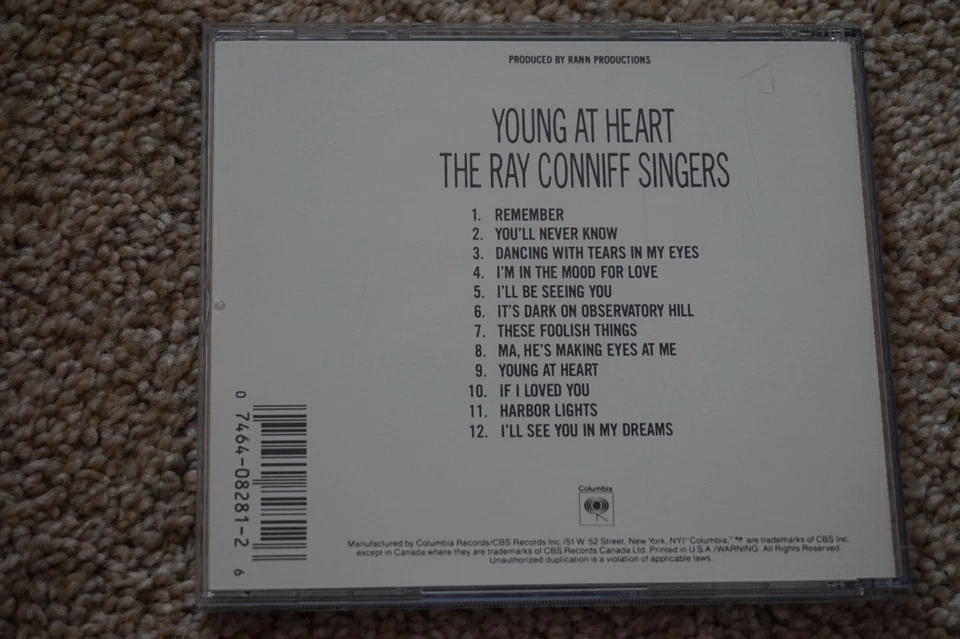 PRODUCED BY RANN PRODUCTIONS
YOUNG AT HEART
THE RAY CONNIFF SINGERS
1. REMEMBER
2. YOU'LL NEVER KNOW
3. DANCING WITH TEARS IN MY EYES
4. I'M IN THE MOOD FOR LOVE
5. I'LL BE SEEING YOU
6. IT'S DARK ON OBSERVATORY HILL
7. THESE FOOLISH THINGS
8. MA, HE'S MAKING EYES AT ME
9. YOUNG AT HEART
10. IF I LOVED YOU
11. HARBOR LIGHTS
12. I'LL SEE YOU IN MY DREAMS
0 7464-08281-2 6
Columbia
Manufactured by Columbia Records/CBS Records Inc./51 W. 52 Street, New York, NY/"Columbia," are trademarks of CBS Inc.
except in Canada where they are trademarks of CBS Records Canada Ltd. Printed in U.S.A./WARNING: All Rights Reserved.
Unauthorized duplication is a violation of applicable laws.